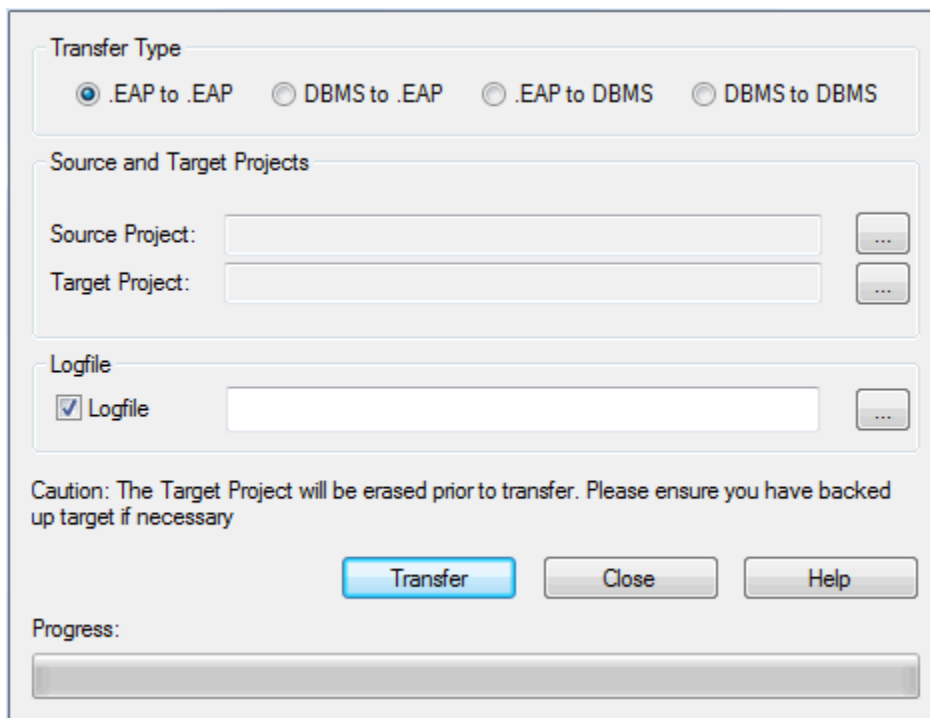 Transfer Type
.EAP to .EAP DBMS to .EAP .EAP to DBMS DBMS to DBMS
Source and Target Projects
Source Project: ...
Target Project: ...
Logfile
Logfile ...
Caution: The Target Project will be erased prior to transfer. Please ensure you have backed
up target if necessary
Transfer Close Help
Progress: